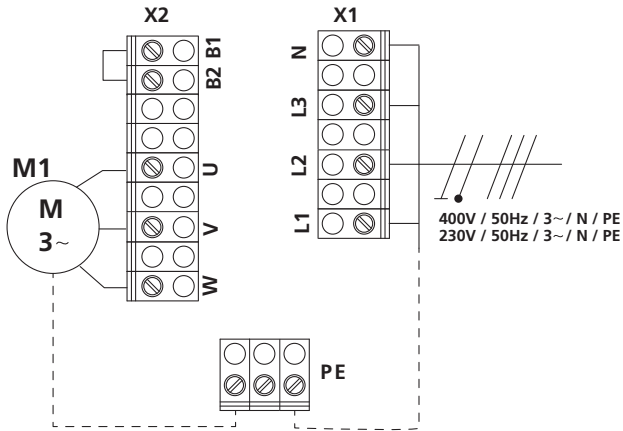 X2
X1
B1
B2
U
V
W
N
L3
L2
L1
M1
M
3~
400V / 50Hz / 3~/ N / PE
230V / 50Hz / 3~/ N / PE
PE